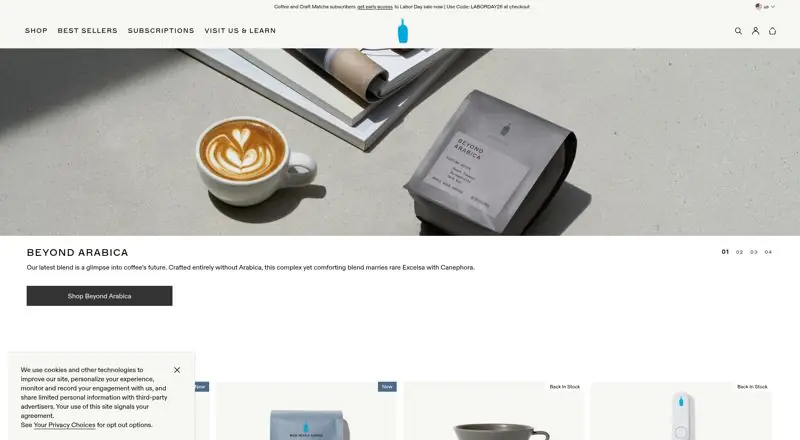 Coffee and Craft Matcha subscribers get early access to Labor Day sale now | Use Code: LABORDAY25 at checkout
US
SHOP BEST SELLERS SUBSCRIPTIONS VISIT US & LEARN
BEYOND
ARABICA
BEYOND ARABICA
01 02 03 04
Our latest blend is a glimpse into coffee's future. Crafted entirely without Arabica, this complex yet comforting blend marries rare Excelsa with Canephora.
Shop Beyond Arabica
We use cookies and other technologies to
improve our site, personalize your experience,
monitor and record your engagement with us, and
share limited personal information with third-party
advertisers. Your use of this site signals your
agreement.
See Your Privacy Choices for opt out options.
New
New
Back In Stock
Back In Stock